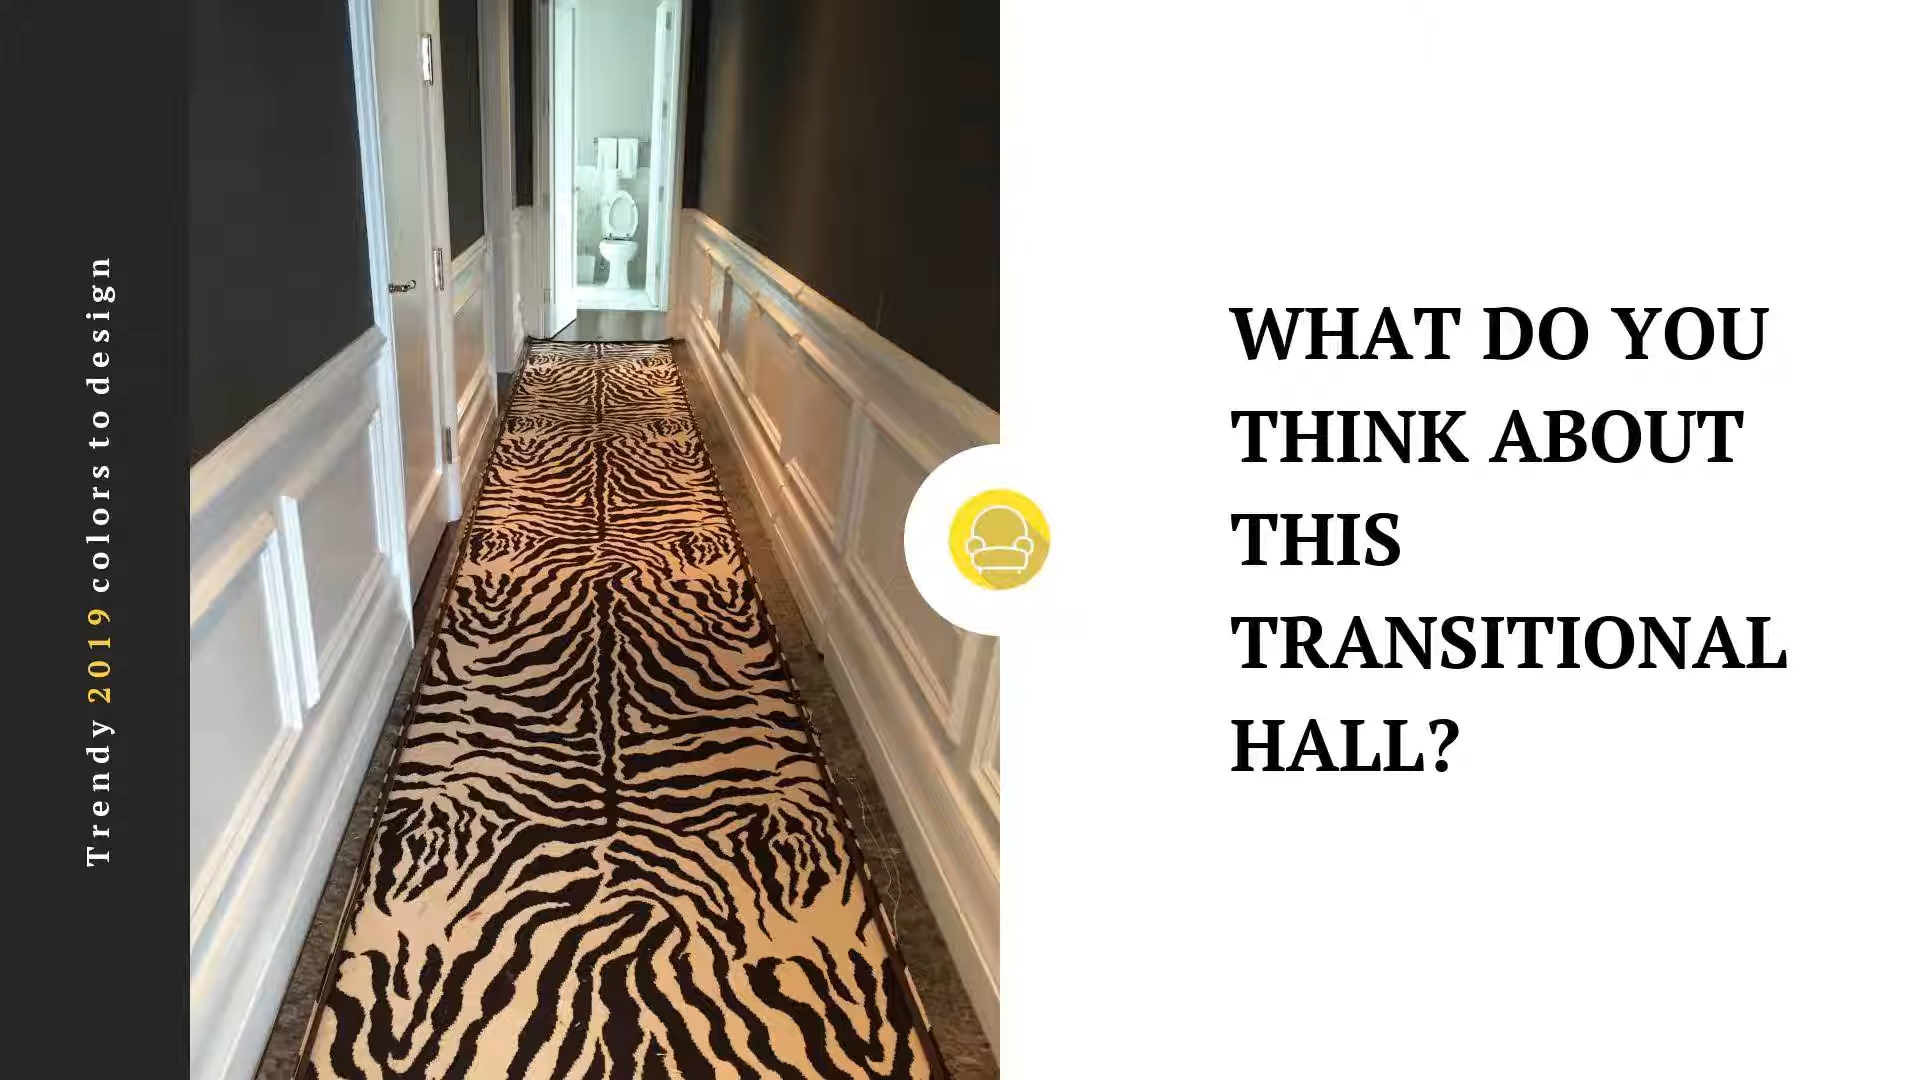 Trendy 2019 colors to design
WHAT DO YOU
THINK ABOUT
THIS
TRANSITIONAL
HALL?